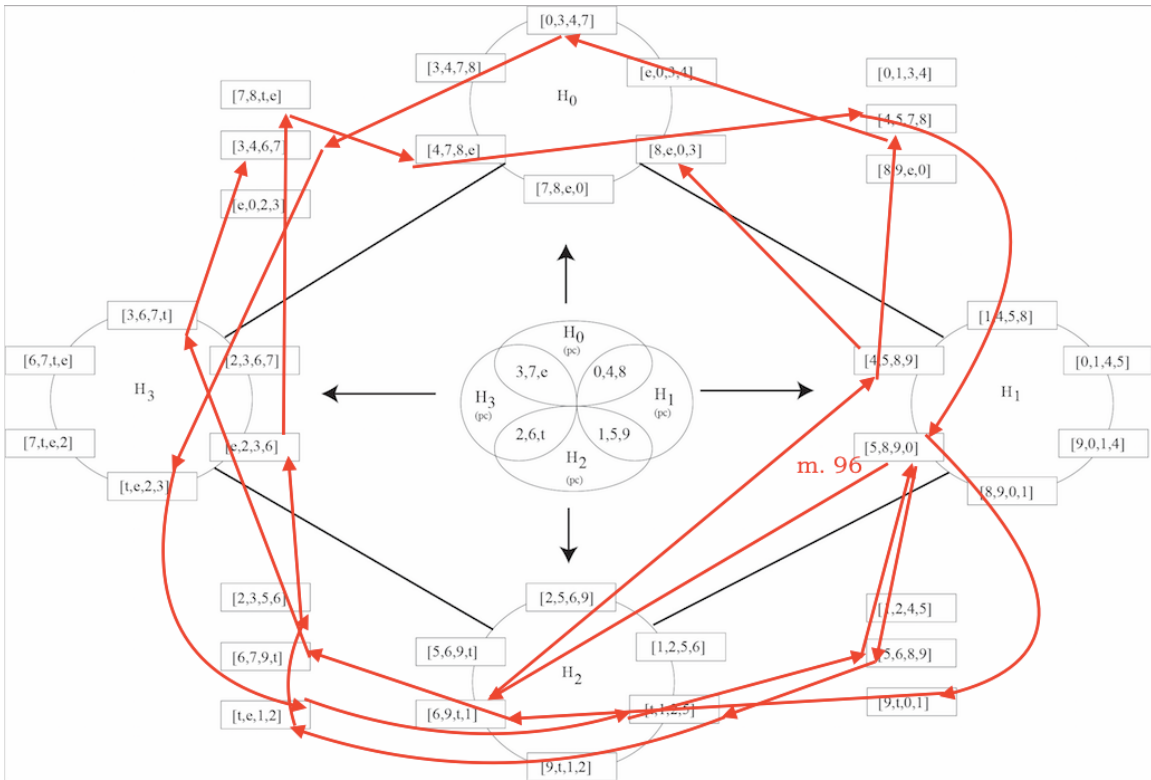 [0,3,4,7]
[3,4,7,8]
[e,0,3,4]
[0,1,3,4]
[7,8,t,e]
H0
[4,5,7,8]
[3,4,6,7]
[4,7,8,e]
[8,e,0,3]
[8,9,e,0]
[7,8,e,0]
[e,0,2,3]
[3,6,7,t]
[1,4,5,8]
H0
(pc)
[6,7,t,e]
[2,3,6,7]
[4,5,8,9]
[0,1,4,5]
3,7,e
0,4,8
H3
H3
(pc)
H1
(pc)
H1
2,6,t
1,5,9
[7,t,e,2]
[e,2,3,6]
[5,8,9,0]
[9,0,1,4]
H2
(pc)
m. 96
[t,e,2,3]
[8,9,0,1]
[2,3,5,6]
[2,5,6,9]
[1,2,4,5]
[5,6,9,t]
[1,2,5,6]
[6,7,9,t]
[5,6,8,9]
H2
[t,e,1,2]
[6,9,t,1]
[t,1,2,5]
[9,t,0,1]
[9,t,1,2]